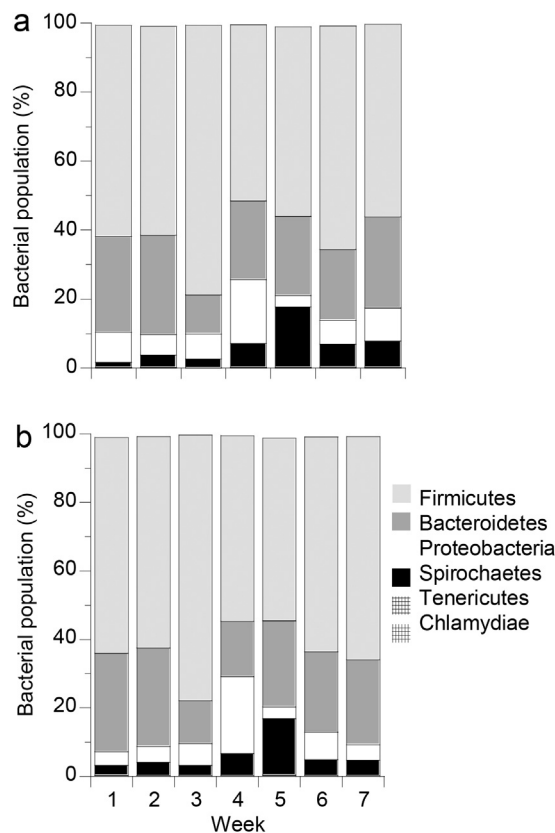 a
Bacterial population (%)
100
80
60
40
20
0
b
Bacterial population (%)
100
80
60
40
20
0
1 2 3 4 5 6 7
Week
Firmicutes
Bacteroidetes
Proteobacteria
Spirochaetes
Tenericutes
Chlamydiae